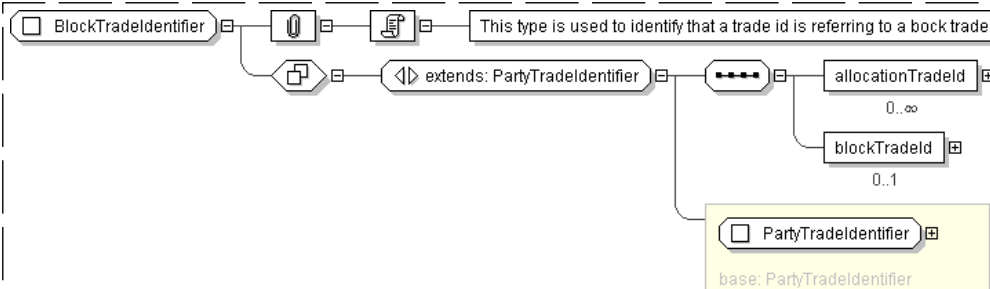 BlockTradeIdentifier
This type is used to identify that a trade id is referring to a bock trade
extends: PartyTradeIdentifier
allocationTradeId
0..∞
blockTradeId
0..1
PartyTradeIdentifier
base: PartyTradeIdentifier